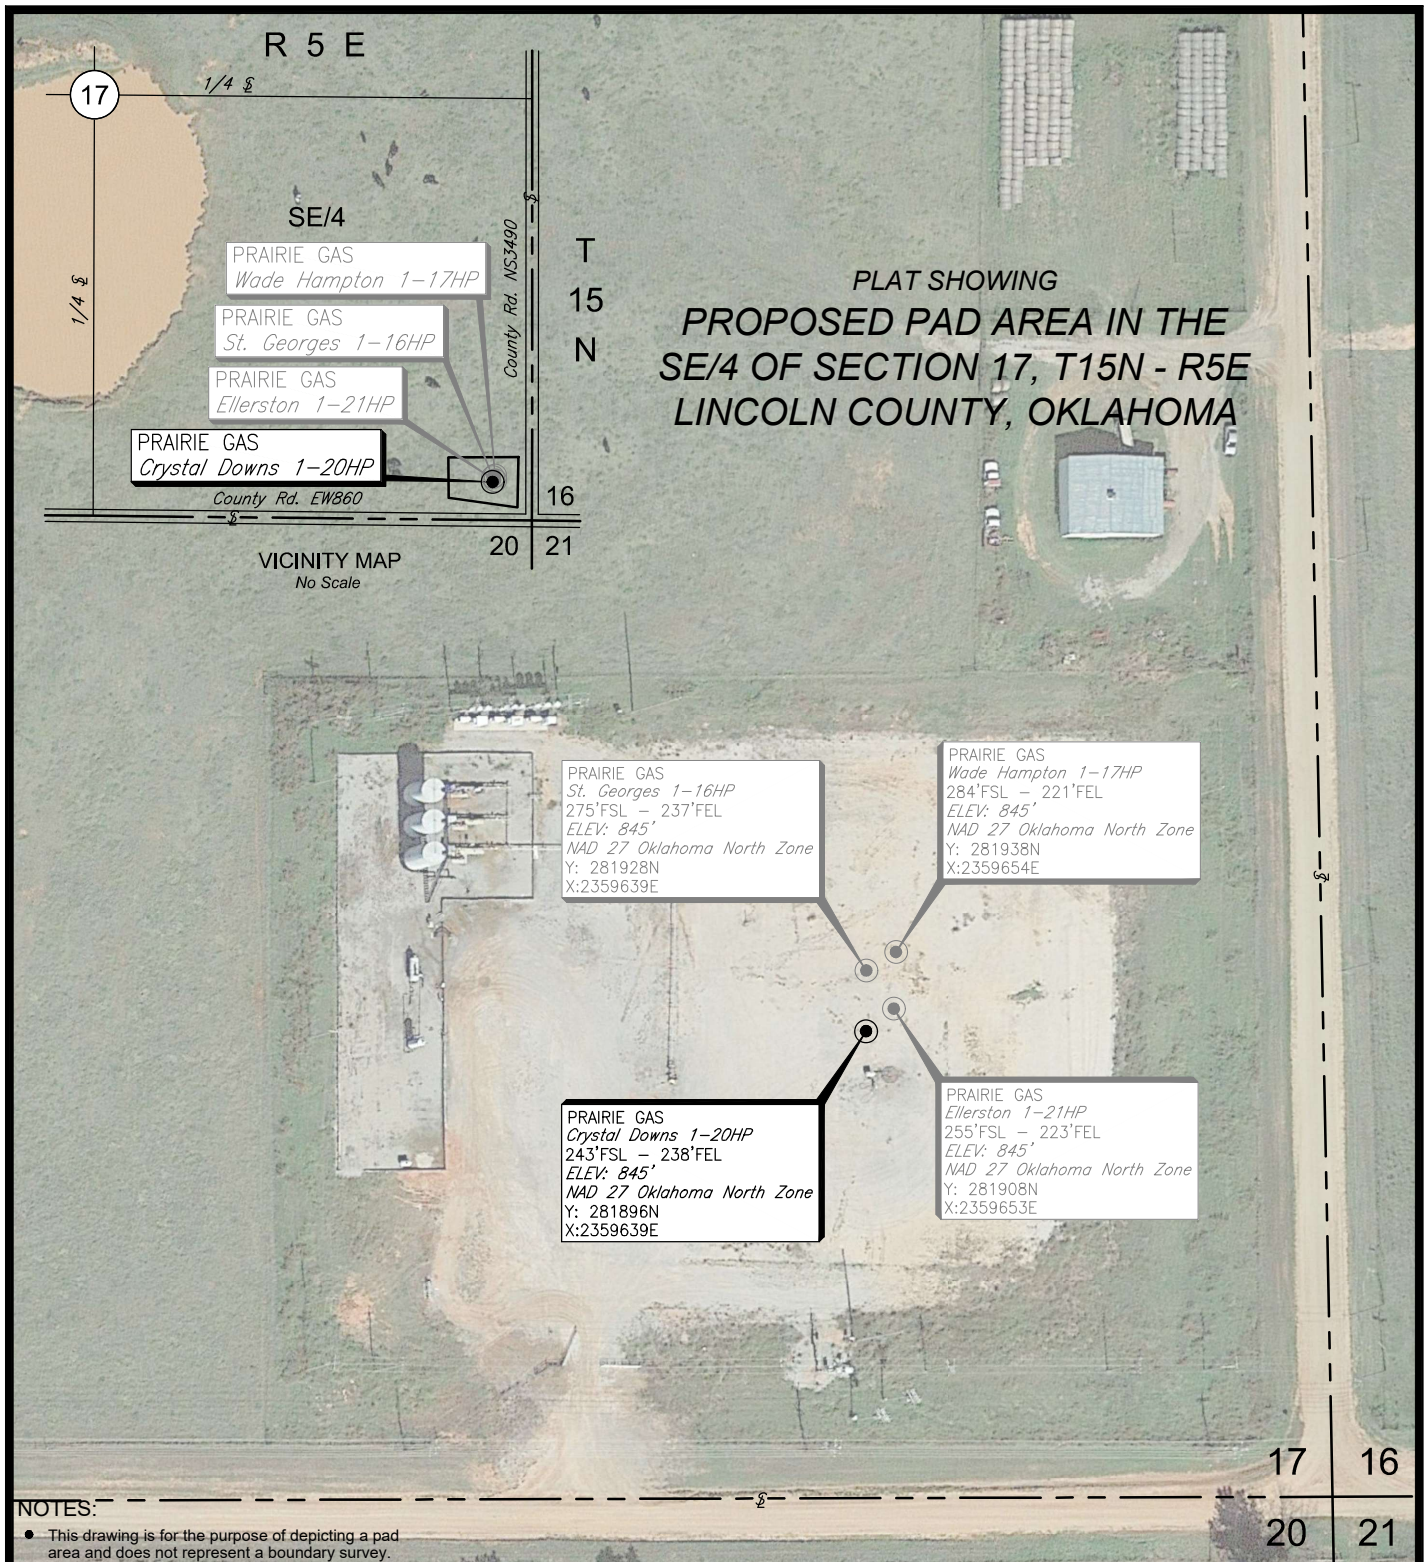 R 5 E
17
1/4 SL
1/4 SL
SE/4
PRAIRIE GAS
Wade Hampton 1-17HP
PRAIRIE GAS
St. Georges 1-16HP
PRAIRIE GAS
Ellerston 1-21HP
PRAIRIE GAS
Crystal Downs 1-20HP
County Rd. EW860
County Rd. NS3490
SL
SL
T
15
N
16
20
21
VICINITY MAP
No Scale
PLAT SHOWING
PROPOSED PAD AREA IN THE
SE/4 OF SECTION 17, T15N - R5E
LINCOLN COUNTY, OKLAHOMA
PRAIRIE GAS
St. Georges 1-16HP
275'FSL - 237'FEL
ELEV: 845'
NAD 27 Oklahoma North Zone
Y: 281928N
X:2359639E
PRAIRIE GAS
Wade Hampton 1-17HP
284'FSL - 221'FEL
ELEV: 845'
NAD 27 Oklahoma North Zone
Y: 281938N
X:2359654E
SL
PRAIRIE GAS
Crystal Downs 1-20HP
243'FSL - 238'FEL
ELEV: 845'
NAD 27 Oklahoma North Zone
Y: 281896N
X:2359639E
PRAIRIE GAS
Ellerston 1-21HP
255'FSL - 223'FEL
ELEV: 845'
NAD 27 Oklahoma North Zone
Y: 281908N
X:2359653E
17
16
SL
20
21
NOTES:
● This drawing is for the purpose of depicting a pad
area and does not represent a boundary survey.